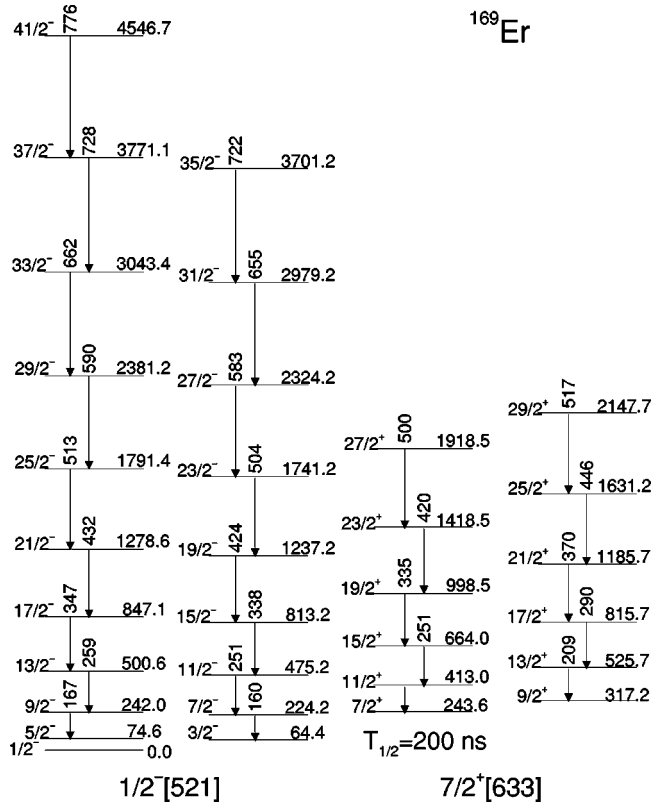 ¹⁶⁹Er
41/2⁻ 776 4546.7
37/2⁻ 728 3771.1
33/2⁻ 662 3043.4
29/2⁻ 590 2381.2
25/2⁻ 513 1791.4
21/2⁻ 432 1278.6
17/2⁻ 347 847.1
13/2⁻ 259 500.6
9/2⁻ 167 242.0
5/2⁻ 74.6
1/2⁻ 0.0
35/2⁻ 722 3701.2
31/2⁻ 655 2979.2
27/2⁻ 583 2324.2
23/2⁻ 504 1741.2
19/2⁻ 424 1237.2
15/2⁻ 338 813.2
11/2⁻ 251 475.2
7/2⁻ 160 224.2
3/2⁻ 64.4
1/2⁻[521]
27/2⁺ 500 1918.5
23/2⁺ 420 1418.5
19/2⁺ 335 998.5
15/2⁺ 251 664.0
11/2⁺ 413.0
7/2⁺ 243.6
T₁/₂=200 ns
29/2⁺ 517 2147.7
25/2⁺ 446 1631.2
21/2⁺ 370 1185.7
17/2⁺ 290 815.7
13/2⁺ 209 525.7
9/2⁺ 317.2
7/2⁺[633]